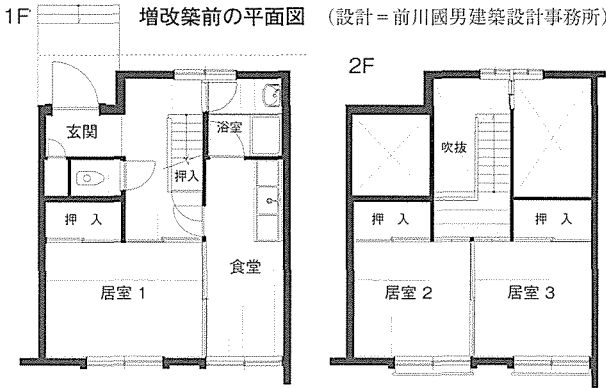 1F 増改築前の平面図 (設計=前川國男建築設計事務所)
2F
玄関
浴室
押入
押 入
食堂
居室 1
吹抜
押 入
押 入
居室 2
居室 3